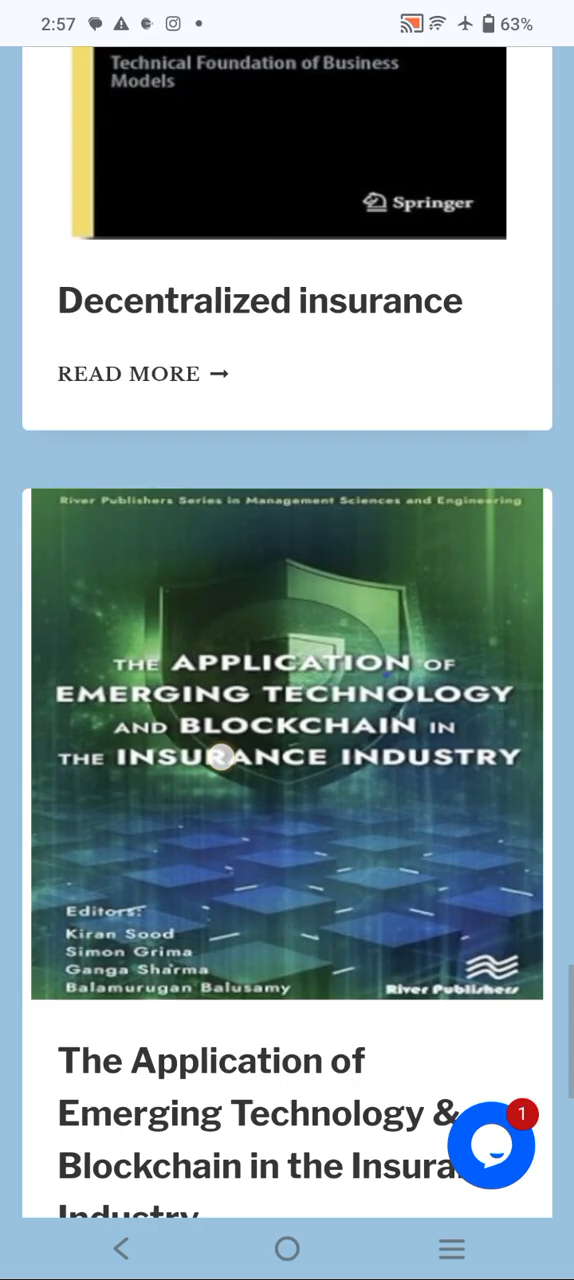 2:57
63%
Technical Foundation of Business
Models
Springer
Decentralized insurance
READ MORE →
River Publishers Series in Management Sciences and Engineering
THE APPLICATION OF
EMERGING TECHNOLOGY
AND BLOCKCHAIN IN
THE INSURANCE INDUSTRY
Editors:
Kiran Sood
Simon Grima
Ganga Sharma
Balamurugan Balusamy
River Publishers
The Application of
Emerging Technology &
Blockchain in the Insura
Industry
1